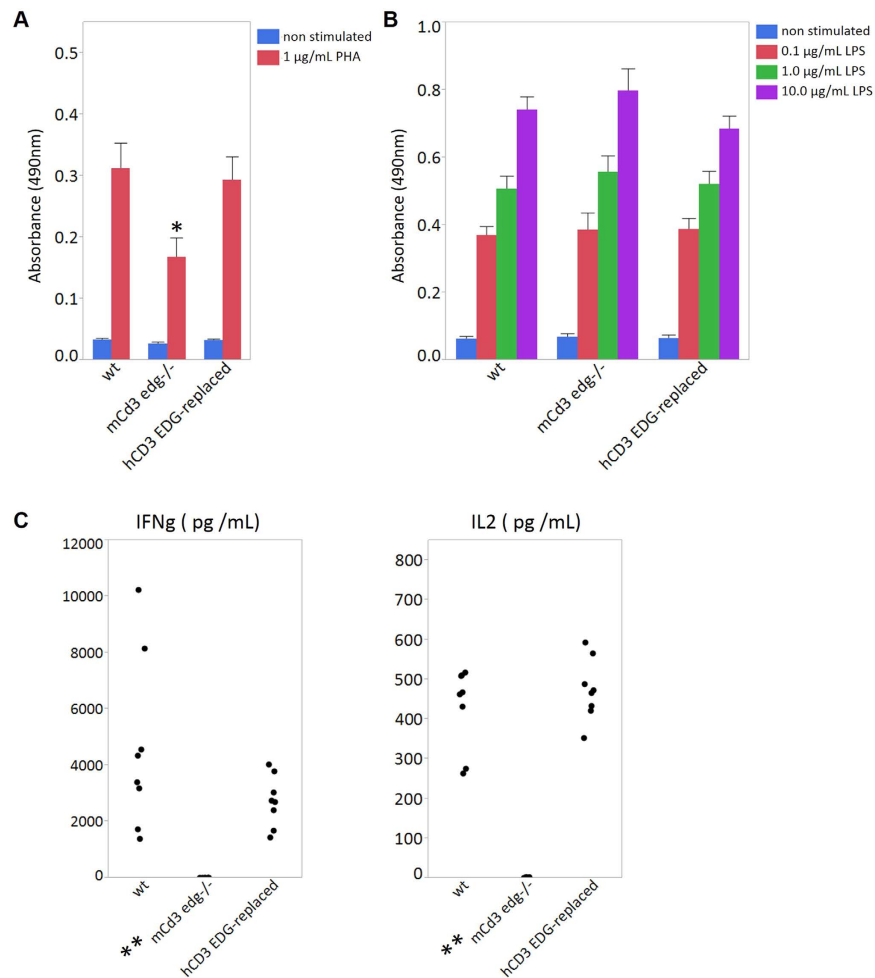 A
Absorbance (490nm)
0.5
0.4
0.3
0.2
0.1
0.0
*
wt
mCd3 edg-/-
hCD3 EDG-replaced
non stimulated
1 µg/mL PHA
B
Absorbance (490nm)
1.0
0.8
0.6
0.4
0.2
0.0
wt
mCd3 edg-/-
hCD3 EDG-replaced
non stimulated
0.1 µg/mL LPS
1.0 µg/mL LPS
10.0 µg/mL LPS
C
IFNg ( pg /mL)
12000
10000
8000
6000
4000
2000
0
wt
** mCd3 edg-/-
hCD3 EDG-replaced
IL2 ( pg /mL)
800
700
600
500
400
300
200
100
0
wt
** mCd3 edg-/-
hCD3 EDG-replaced